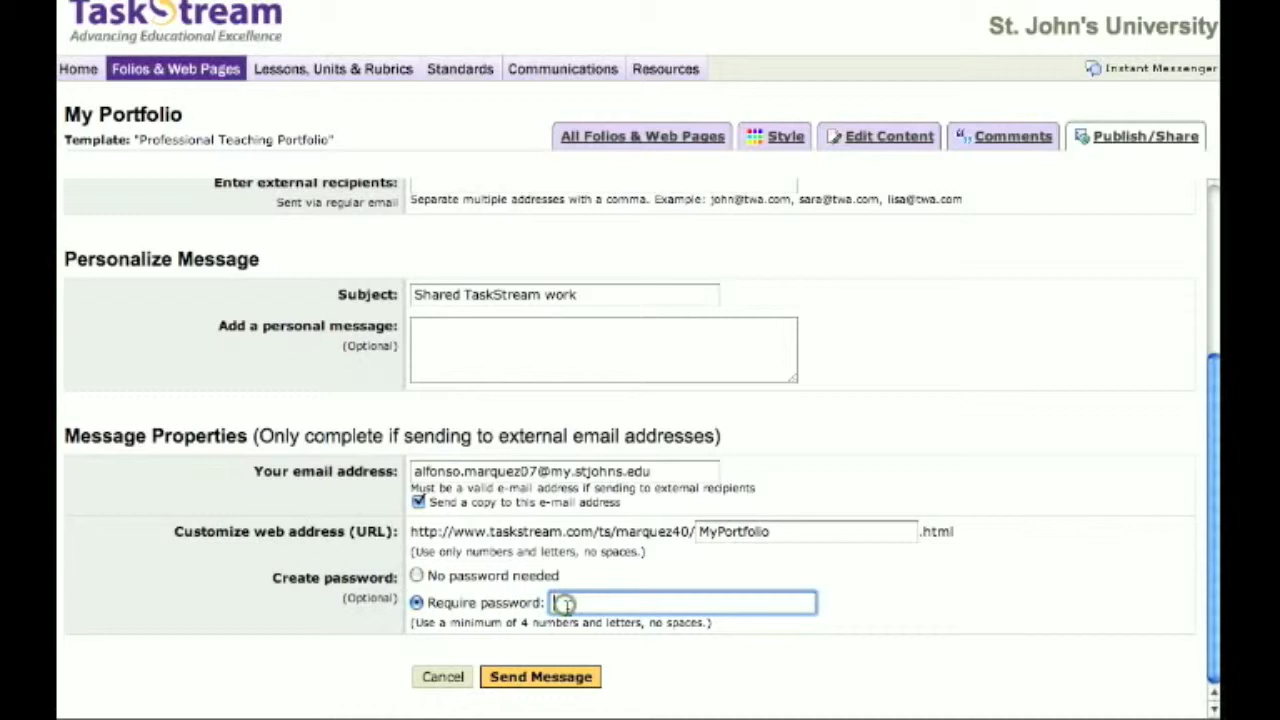 TaskStream
Advancing Educational Excellence
St. John's University
Home Folios & Web Pages Lessons, Units & Rubrics Standards Communications Resources Instant Messenger
My Portfolio
Template: "Professional Teaching Portfolio"
All Folios & Web Pages Style Edit Content Comments Publish/Share
Enter external recipients:
Sent via regular email Separate multiple addresses with a comma. Example: john@twa.com, sara@twa.com, lisa@twa.com
Personalize Message
Subject: Shared TaskStream work
Add a personal message:
(Optional)
Message Properties (Only complete if sending to external email addresses)
Your email address: alfonso.marquez07@my.stjohns.edu
Must be a valid e-mail address if sending to external recipients
Send a copy to this e-mail address
Customize web address (URL): http://www.taskstream.com/ts/marquez40/ MyPortfolio .html
(Use only numbers and letters, no spaces.)
Create password: No password needed
(Optional) Require password:
(Use a minimum of 4 numbers and letters, no spaces.)
Cancel Send Message